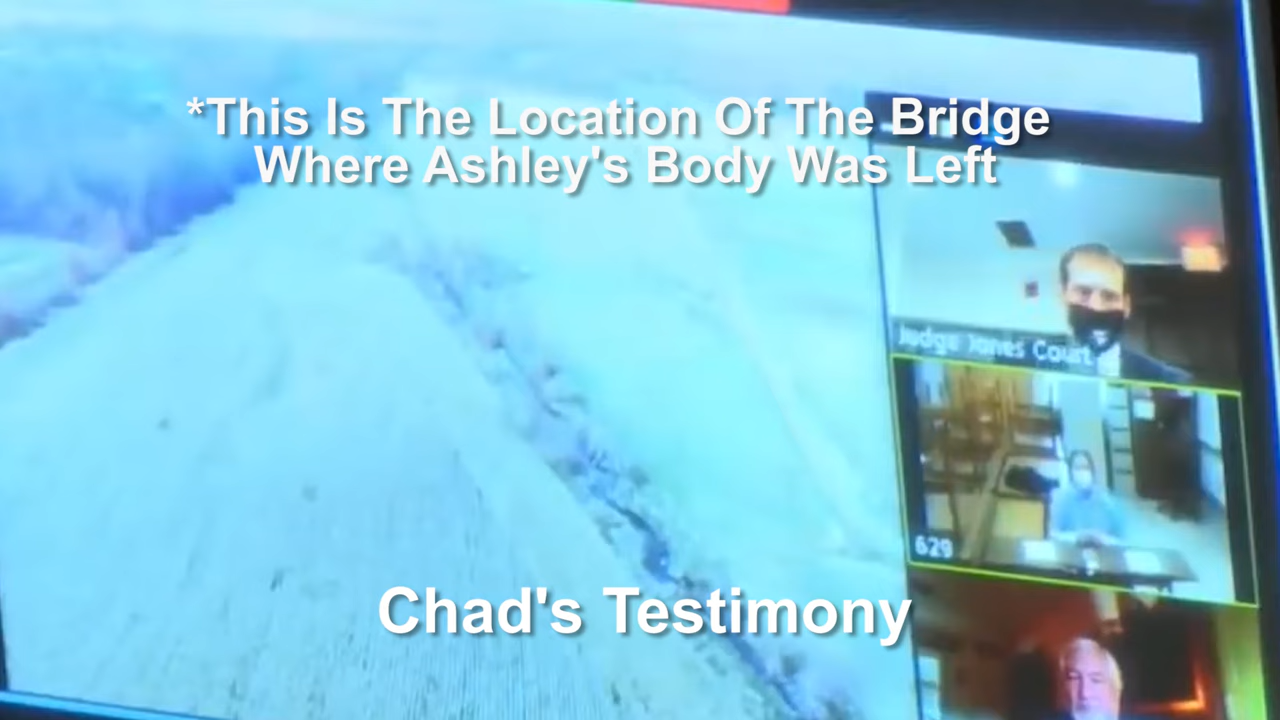 *This Is The Location Of The Bridge
Where Ashley's Body Was Left
Judge Jones Court
629
Chad's Testimony